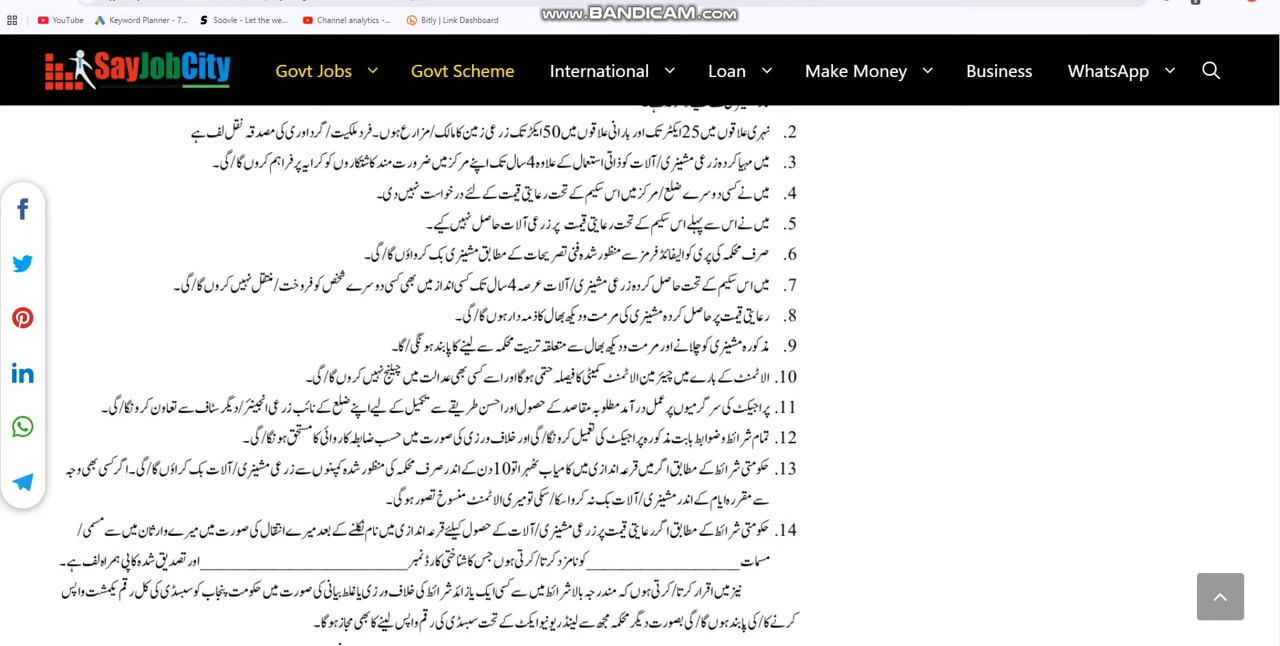 www.BANDICAM.com
YouTube
Keyword Planner - 7...
Soovle - Let the we...
Channel analytics -...
Bitly | Link Dashboard
SayJobCity
Govt Jobs
Govt Scheme
International
Loan
Make Money
Business
WhatsApp
2. نہری علاقوں میں 25 ایکڑ تک اور بارانی علاقوں میں 50 ایکڑ تک زرعی زمین کا مالک/مزارع ہوں۔ فرد ملکیت/گرداوری کی مصدقہ نقل لف ہے
3. میں مہیا کردہ زرعی مشینری/آلات کو ذاتی استعمال کے علاوہ 4 سال تک اپنے مرکز میں ضرورت مند کاشتکاروں کو کرایہ پر فراہم کروں گا/گی۔
4. میں نے کسی دوسرے ضلع/مرکز میں اس سکیم کے تحت رعایتی قیمت کے لئے درخواست نہیں دی۔
5. میں نے اس سے پہلے اس سکیم کے تحت رعایتی قیمت پر زرعی آلات حاصل نہیں کیے۔
6. صرف محکمہ کی پری کوالیفائڈ فرمز سے منظور شدہ فنی تصریحات کے مطابق مشینری بک کرواؤں گا/گی۔
7. میں اس سکیم کے تحت حاصل کردہ زرعی مشینری/آلات عرصہ 4 سال تک کسی انداز میں بھی کسی دوسرے شخص کو فروخت/منتقل نہیں کروں گا/گی۔
8. رعایتی قیمت پر حاصل کردہ مشینری کی مرمت و دیکھ بھال کا ذمہ دار ہوں گا/گی۔
9. مذکورہ مشینری کو چلانے اور مرمت و دیکھ بھال سے متعلقہ تربیت محکمہ سے لینے کا پابند ہونگی/گا۔
10. الاٹمنٹ کے بارے میں چیئرمین الاٹمنٹ کمیٹی کا فیصلہ حتمی ہوگا اور اسے کسی بھی عدالت میں چیلنج نہیں کروں گا/گی۔
11. پراجیکٹ کی سرگرمیوں پر عمل درآمد مطلوبہ مقاصد کے حصول اور احسن طریقے سے تکمیل کے لیے اپنے ضلع کے نائب زرعی انجینئر/دیگر سٹاف سے تعاون کرونگا/گی۔
12. تمام شرائط و ضوابط بابت مذکورہ پراجیکٹ کی تعمیل کرونگا/گی اور خلاف ورزی کی صورت میں حسب ضابطہ کاروائی کا مستحق ہونگا/گی۔
13. حکومتی شرائط کے مطابق اگر میں قرعہ اندازی میں کامیاب ٹھہرا تو 10 دن کے اندر صرف محکمہ کی منظور شدہ کمپنوں سے زرعی مشینری/آلات بک کراؤں گا/گی۔ اگر کسی بھی وجہ
سے مقررہ ایام کے اندر مشینری/آلات بک نہ کروا سکا/سکی تو میری الاٹمنٹ منسوخ تصور ہوگی۔
14. حکومتی شرائط کے مطابق اگر رعایتی قیمت پر زرعی مشینری/آلات کے حصول کیلئے قرعہ اندازی میں نام نکلنے کے بعد میرے انتقال کی صورت میں میرے وارثان میں سے مسمی/
مسمات ____________________ کو نامزد کرتا/کرتی ہوں جس کا شناختی کارڈ نمبر ____________________ اور تصدیق شدہ کاپی ہمراہ لف ہے۔
نیز میں اقرار کرتا/کرتی ہوں کہ مندرجہ بالا شرائط میں سے کسی ایک یا زائد شرائط کی خلاف ورزی یا غلط بیانی کی صورت میں حکومت پنجاب کو سبسڈی کی کل رقم یکمشت واپس
کرنے کا/کی پابند ہوں گا/گی بصورت دیگر محکمہ مجھ سے لینڈ ریونیو ایکٹ کے تحت سبسڈی کی رقم واپس لینے کا بھی مجاز ہوگا۔